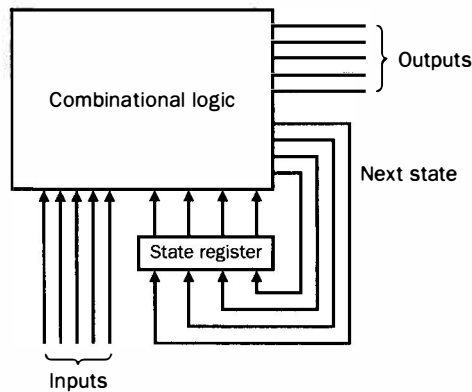 Combinational logic
Outputs
Next state
State register
Inputs